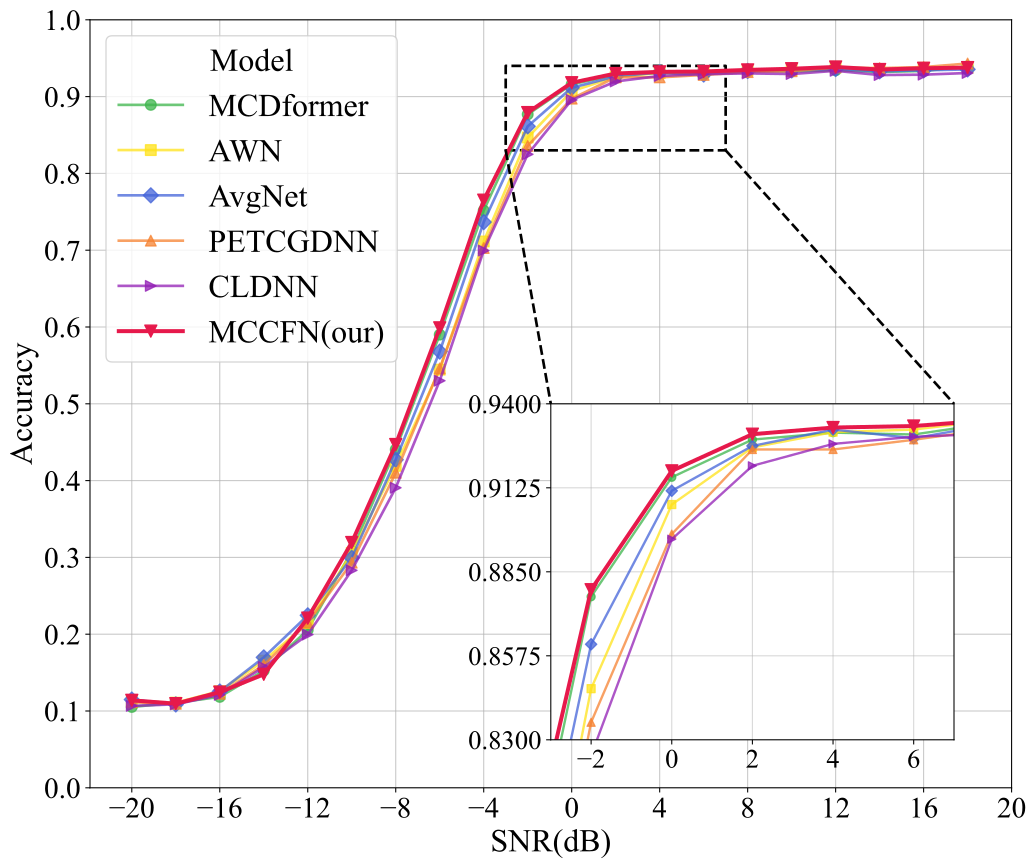 1.0
0.9
0.8
0.7
0.6
0.5
0.4
0.3
0.2
0.1
0.0
Accuracy
Model
MCDformer
AWN
AvgNet
PETCGDNN
CLDNN
MCCFN(our)
0.9400
0.9125
0.8850
0.8575
0.8300
−2 0 2 4 6
−20 −16 −12 −8 −4 0 4 8 12 16 20
SNR(dB)